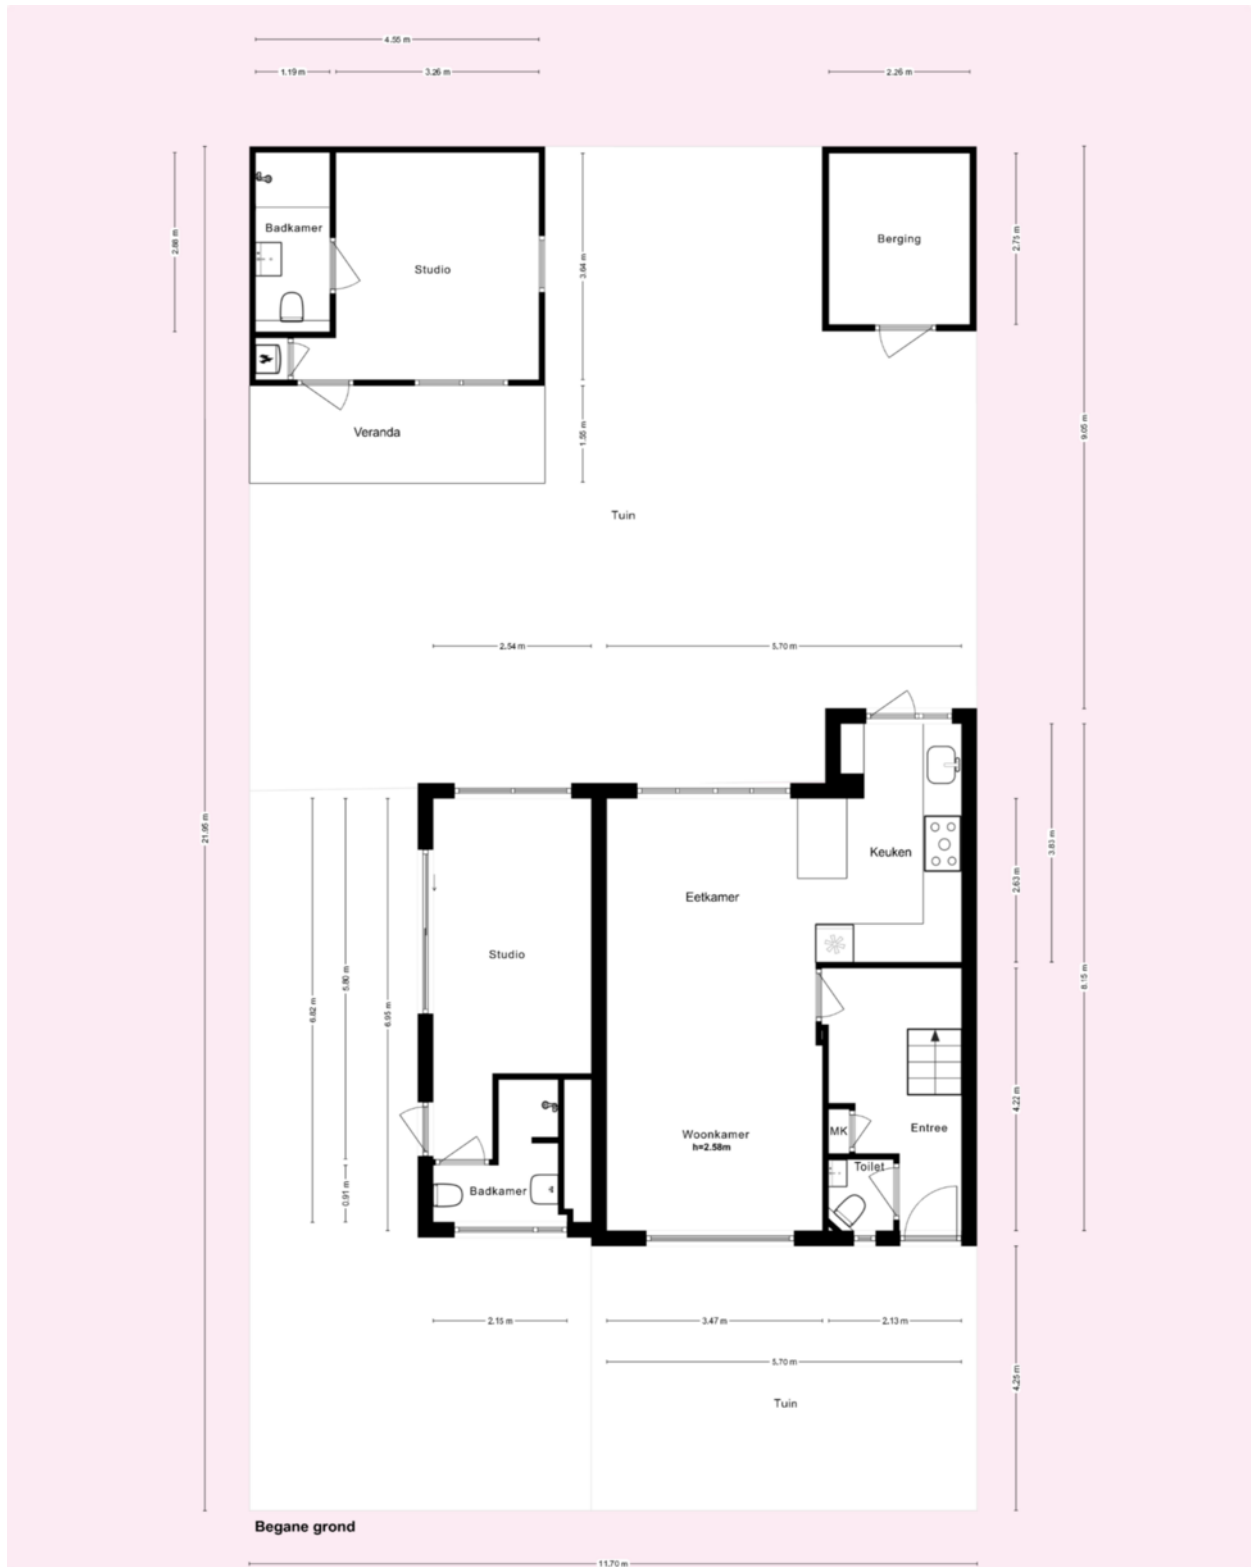 4.55 m
1.19 m
3.26 m
2.26 m
2.88 m
Badkamer
Studio
3.64 m
Berging
2.75 m
Veranda
1.55 m
9.05 m
Tuin
2.54 m
5.70 m
21.95 m
Keuken
3.83 m
2.63 m
Eetkamer
Studio
6.82 m
5.80 m
6.95 m
8.15 m
4.22 m
MK
Entree
Woonkamer
h=2.58m
Toilet
Badkamer
0.91 m
2.15 m
3.47 m
2.13 m
5.70 m
4.25 m
Tuin
Begane grond
11.70 m